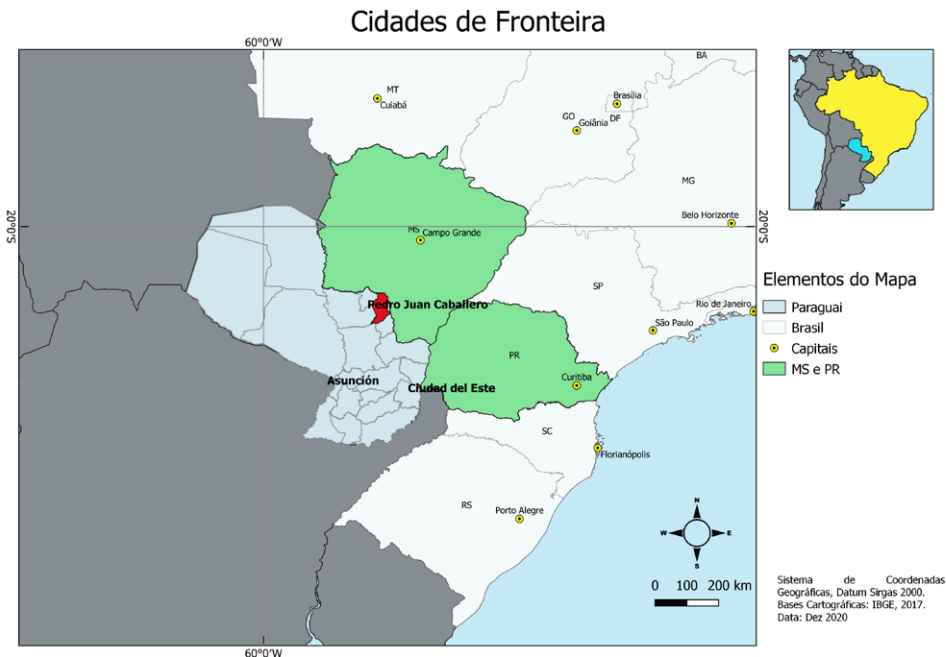 Cidades de Fronteira
60°0'W
BA
MT
Cuiabá
Brasília
GO
DF
Goiânia
MG
Belo Horizonte
20°0'S
20°0'S
MS
Campo Grande
SP
Rio de Janeiro
Pedro Juan Caballero
São Paulo
PR
Asunción
Ciudad del Este
Curitiba
SC
Florianópolis
RS
Porto Alegre
N
W
E
S
0 100 200 km
60°0'W
Elementos do Mapa
Paraguai
Brasil
Capitais
MS e PR
Sistema de Coordenadas
Geográficas, Datum Sirgas 2000.
Bases Cartográficas: IBGE, 2017.
Data: Dez 2020